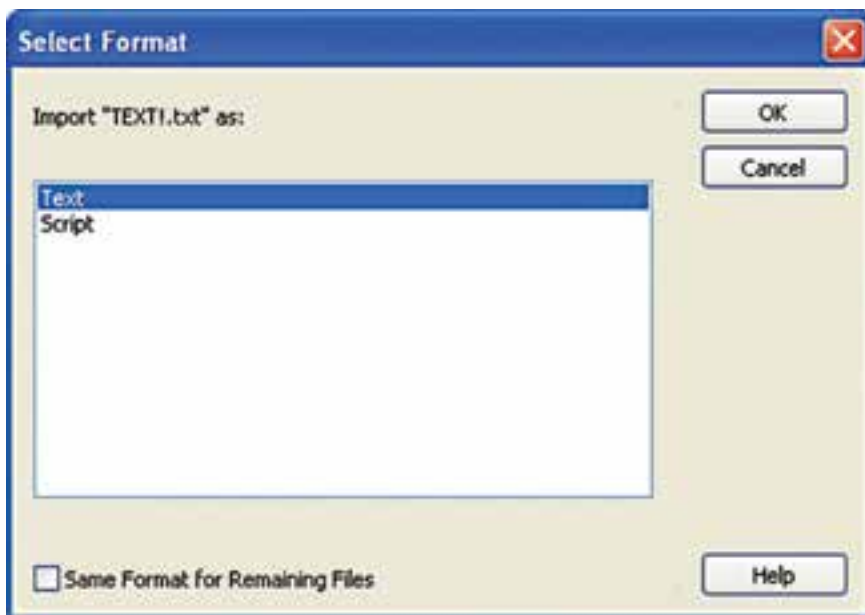 Select Format
Import "TEXT!.txt" as:
OK
Cancel
Text
Script
Same Format for Remaining Files
Help